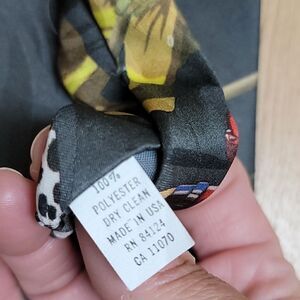 100%
POLYESTER
DRY CLEAN
MADE IN USA
RN 84124
CA 11070